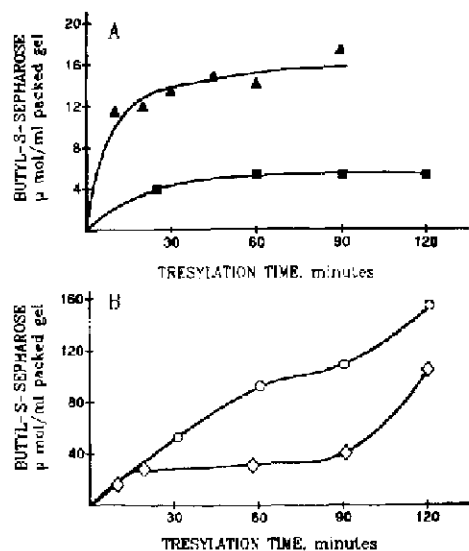 A
BUTYL-S-SEPHAROSE
μ mol/ml packed gel
20
16
12
8
4
30
60
90
120
TRESYLATION TIME, minutes
B
BUTYL-S-SEPHAROSE
μ mol/ml packed gel
160
120
80
40
30
60
90
120
TRESYLATION TIME, minutes